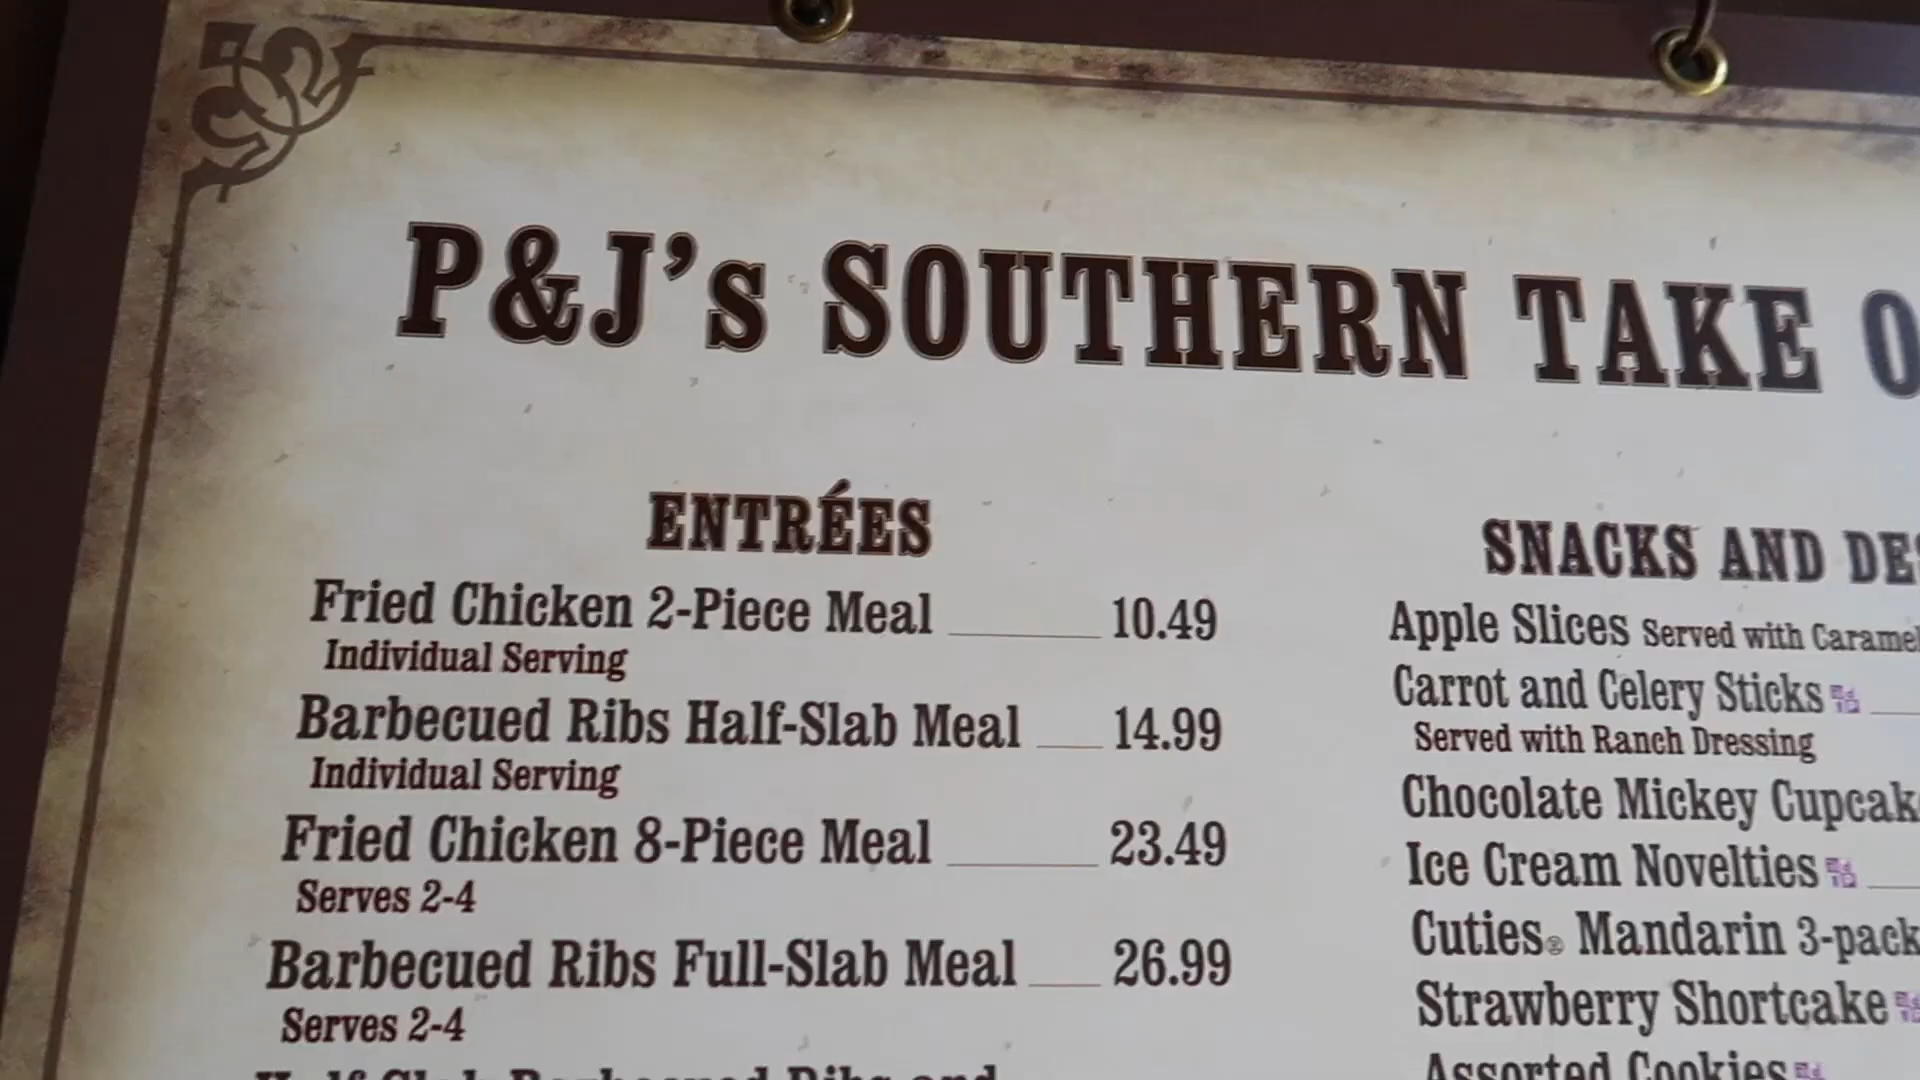 P&J's SOUTHERN TAKE
ENTRÉES
Fried Chicken 2-Piece Meal 10.49
Individual Serving
Barbecued Ribs Half-Slab Meal 14.99
Individual Serving
Fried Chicken 8-Piece Meal 23.49
Serves 2-4
Barbecued Ribs Full-Slab Meal 26.99
Serves 2-4
SNACKS AND
Apple Slices Served with Caramel
Carrot and Celery Sticks
Served with Ranch Dressing
Chocolate Mickey
Ice Cream Novelties
Cuties® Mandarin 3-pack
Strawberry Shortcake
Assorted Cookies